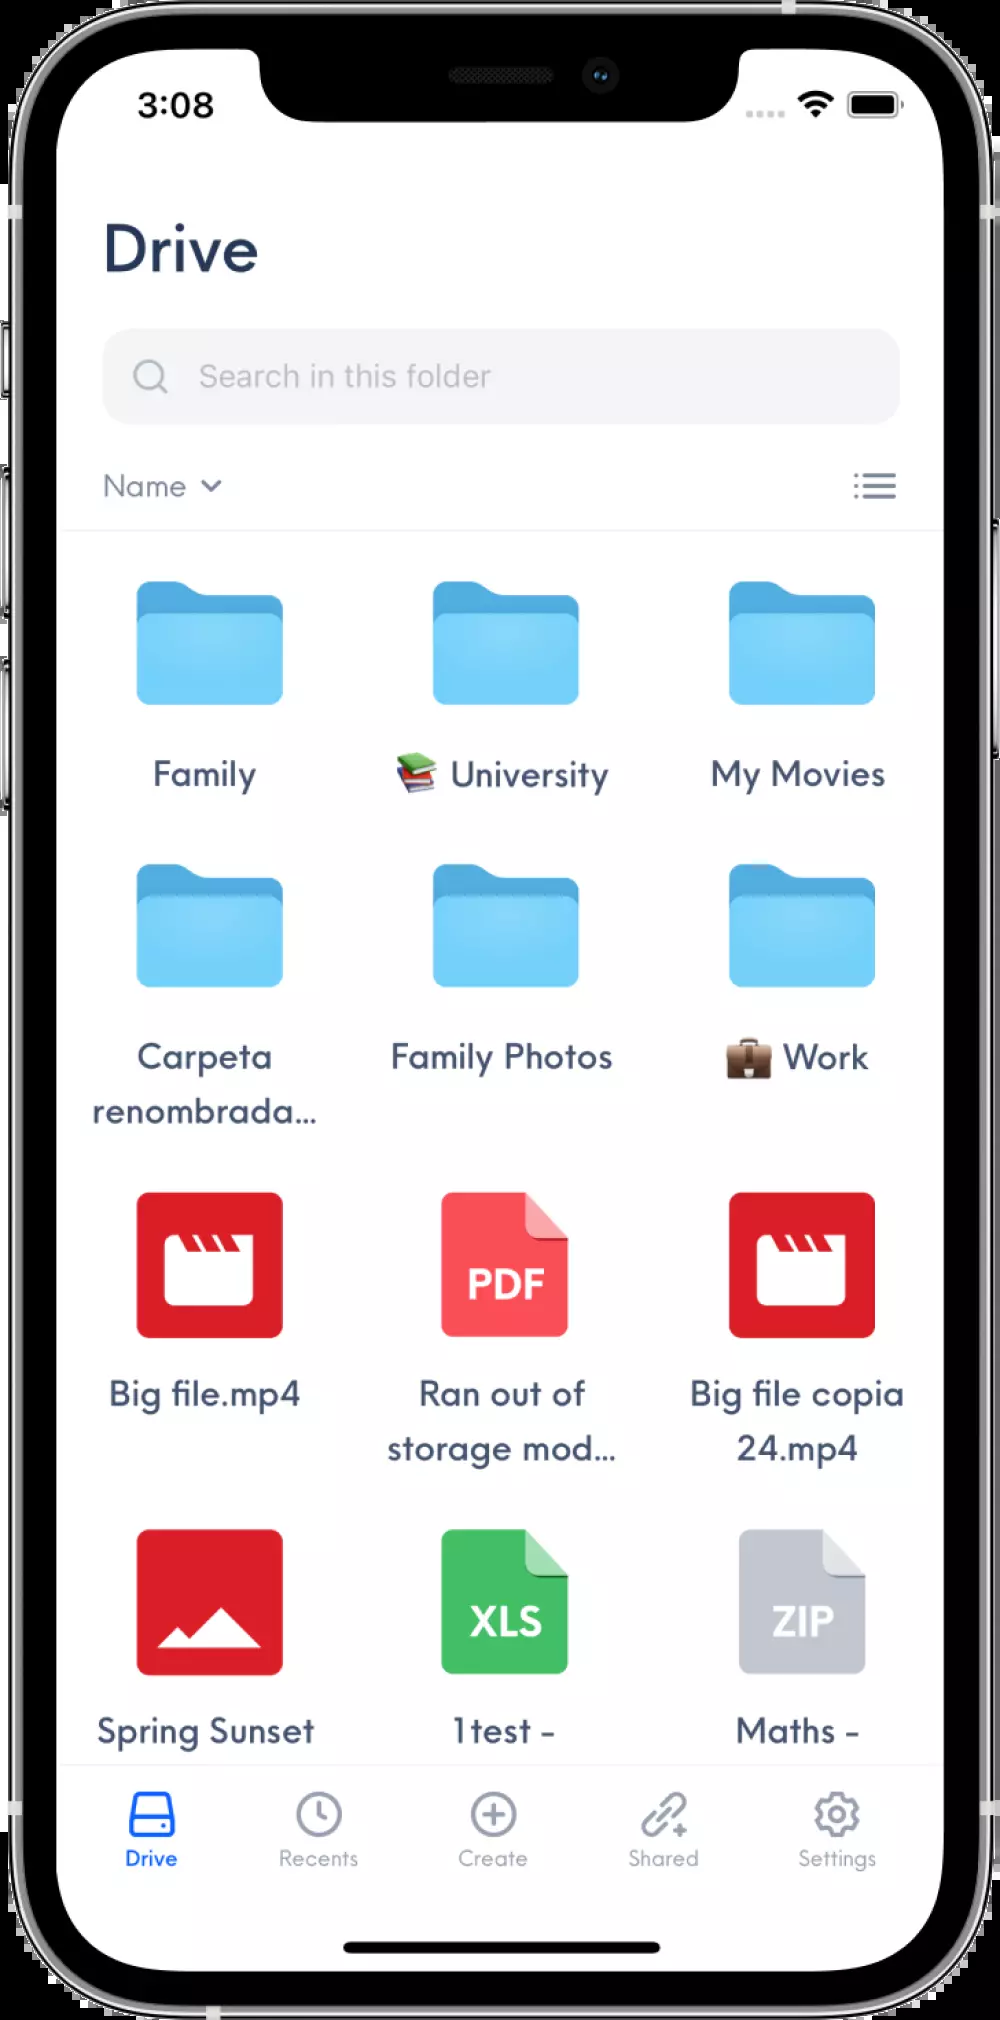 3:08
Drive
Search in this folder
Name
Family
📚 University
My Movies
Carpeta
renombrada...
Family Photos
💼 Work
PDF
Big file.mp4
Ran out of
storage mod...
Big file copia
24.mp4
XLS
ZIP
Spring Sunset
1test -
Maths -
Drive
Recents
Create
Shared
Settings